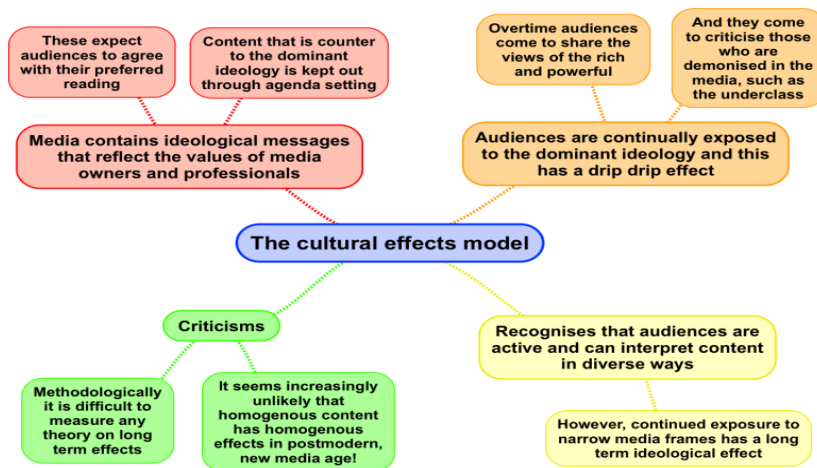 These expect
audiences to agree
with their preferred
reading
Content that is counter
to the dominant
ideology is kept out
through agenda setting
Media contains ideological messages
that reflect the values of media
owners and professionals
Overtime audiences
come to share the
views of the rich
and powerful
And they come
to criticise those
who are
demonised in the
media, such as
the underclass
Audiences are continually exposed
to the dominant ideology and this
has a drip drip effect
The cultural effects model
Criticisms
Methodologically
it is difficult to
measure any
theory on long
term effects
It seems increasingly
unlikely that
homogenous content
has homogenous
effects in postmodern,
new media age!
Recognises that audiences are
active and can interpret content
in diverse ways
However, continued exposure to
narrow media frames has a long
term ideological effect